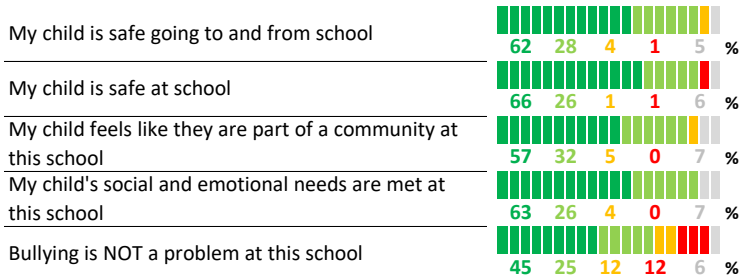 My child is safe going to and from school
62 28 4 1 5 %
My child is safe at school
66 26 1 1 6 %
My child feels like they are part of a community at
this school
57 32 5 0 7 %
My child's social and emotional needs are met at
this school
63 26 4 0 7 %
Bullying is NOT a problem at this school
45 25 12 12 6 %